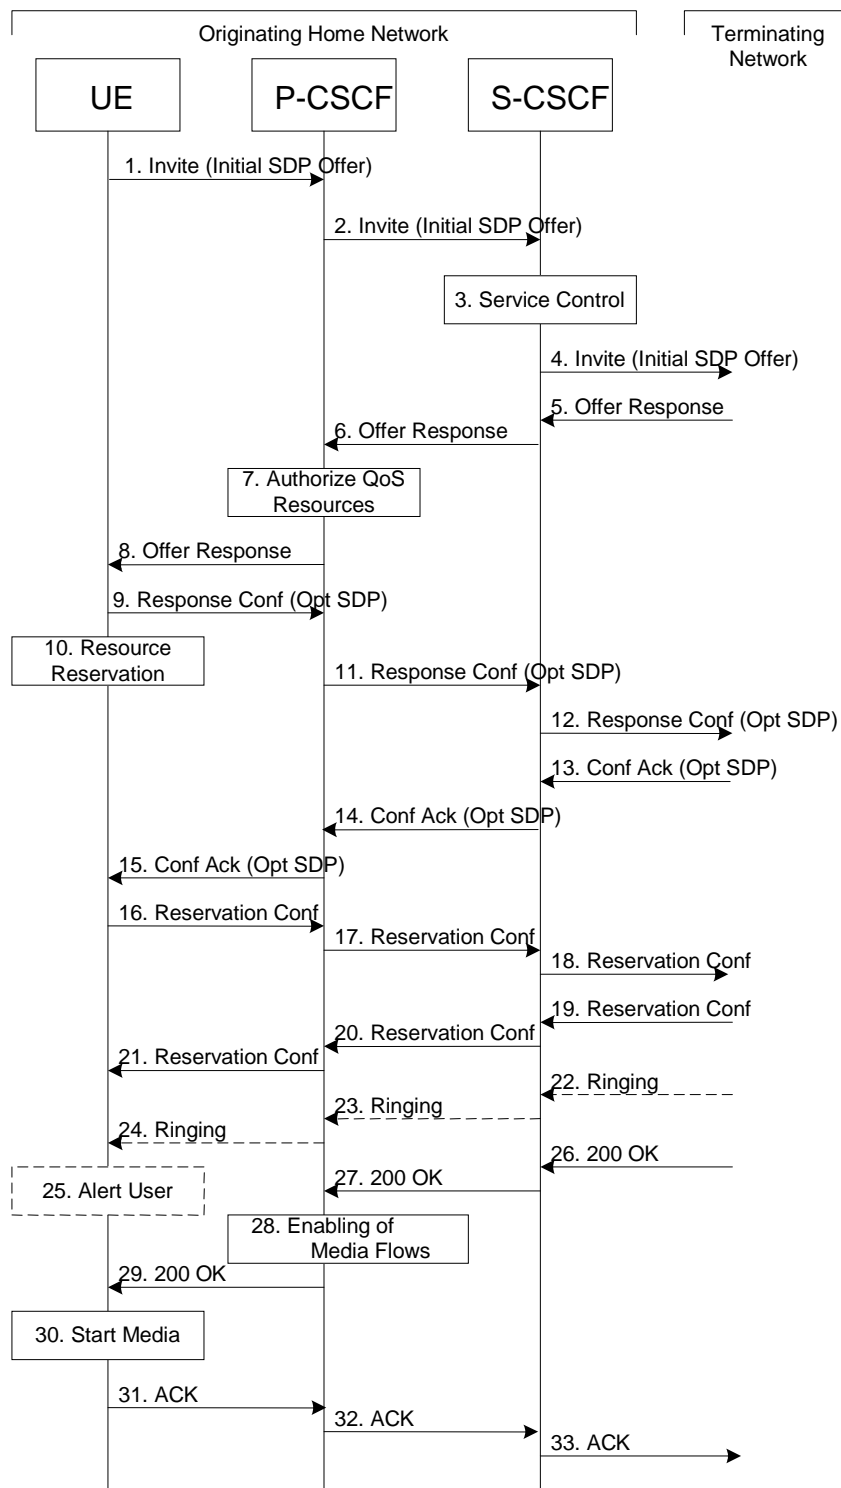 Originating Home Network
Terminating
Network
UE
P-CSCF
S-CSCF
1. Invite (Initial SDP Offer)
2. Invite (Initial SDP Offer)
3. Service Control
4. Invite (Initial SDP Offer)
5. Offer Response
6. Offer Response
7. Authorize QoS
Resources
8. Offer Response
9. Response Conf (Opt SDP)
10. Resource
Reservation
11. Response Conf (Opt SDP)
12. Response Conf (Opt SDP)
13. Conf Ack (Opt SDP)
14. Conf Ack (Opt SDP)
15. Conf Ack (Opt SDP)
16. Reservation Conf
17. Reservation Conf
18. Reservation Conf
19. Reservation Conf
20. Reservation Conf
21. Reservation Conf
22. Ringing
23. Ringing
24. Ringing
25. Alert User
26. 200 OK
27. 200 OK
28. Enabling of
Media Flows
29. 200 OK
30. Start Media
31. ACK
32. ACK
33. ACK